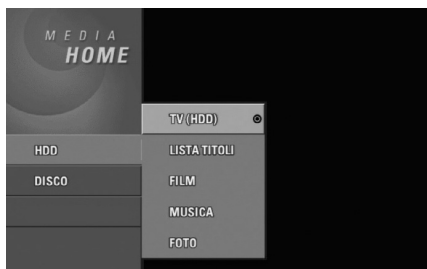 MEDIA
HOME
TV (HDD)
HDD
LISTA TITOLI
DISCO
FILM
MUSICA
FOTO